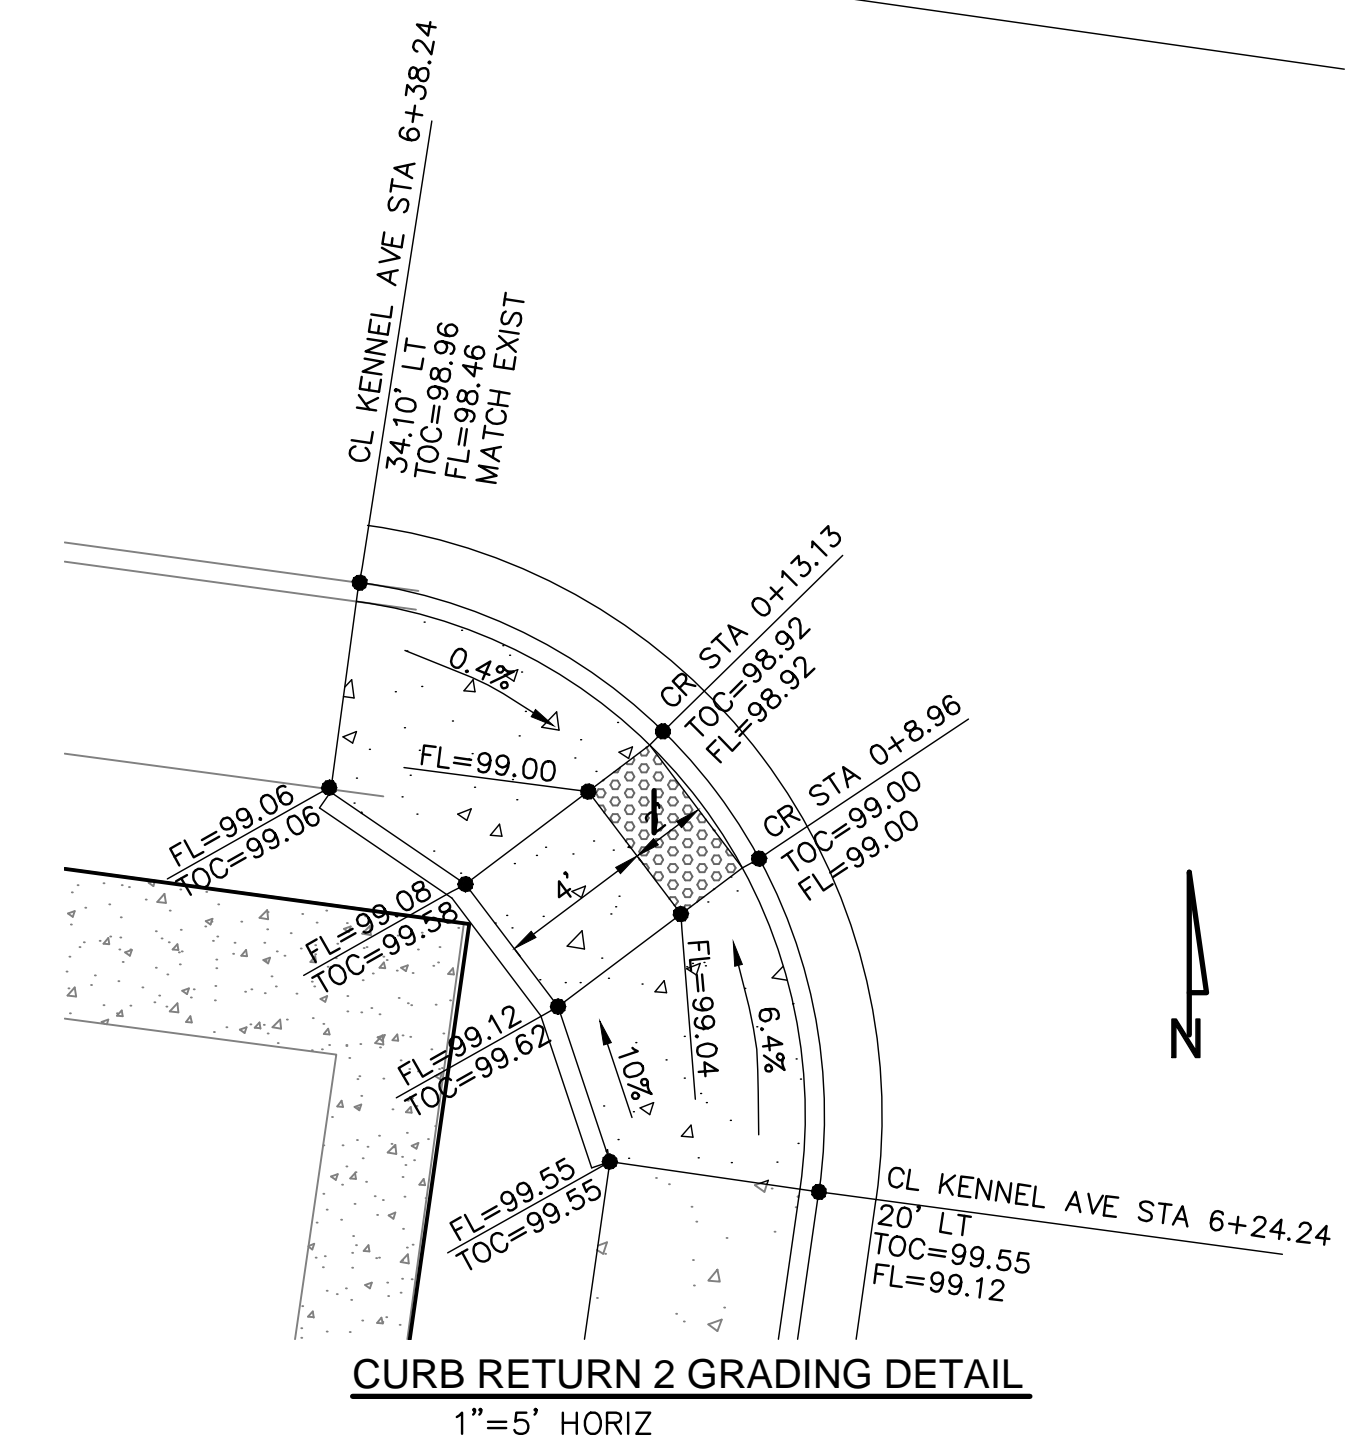 CL KENNEL AVE STA 6+38.24
34.10' LT
TOC=98.96
FL=98.46
MATCH EXIST
CR STA 0+13.13
TOC=98.92
FL=98.92
0.4%
CR STA 0+8.96
TOC=99.00
FL=99.00
FL=99.00
FL=99.06
TOC=99.06
4'
FL=99.08
TOC=99.58
FL=99.04
6.4%
FL=99.12
TOC=99.62
10%
N
FL=99.55
TOC=99.55
CL KENNEL AVE STA 6+24.24
20' LT
TOC=99.55
FL=99.12
CURB RETURN 2 GRADING DETAIL
1”=5' HORIZ